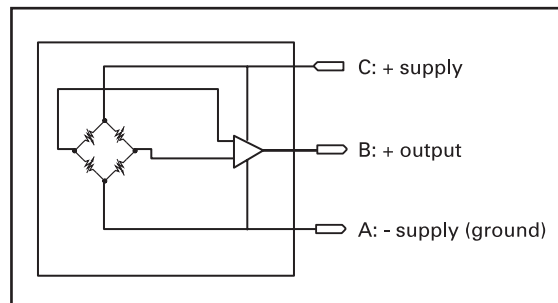 C: + supply
B: + output
A: - supply (ground)